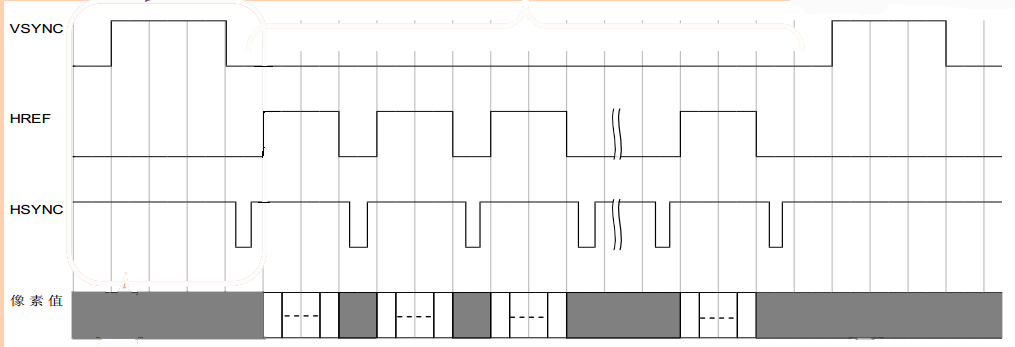 VSYNC
HREF
HSYNC
像素值